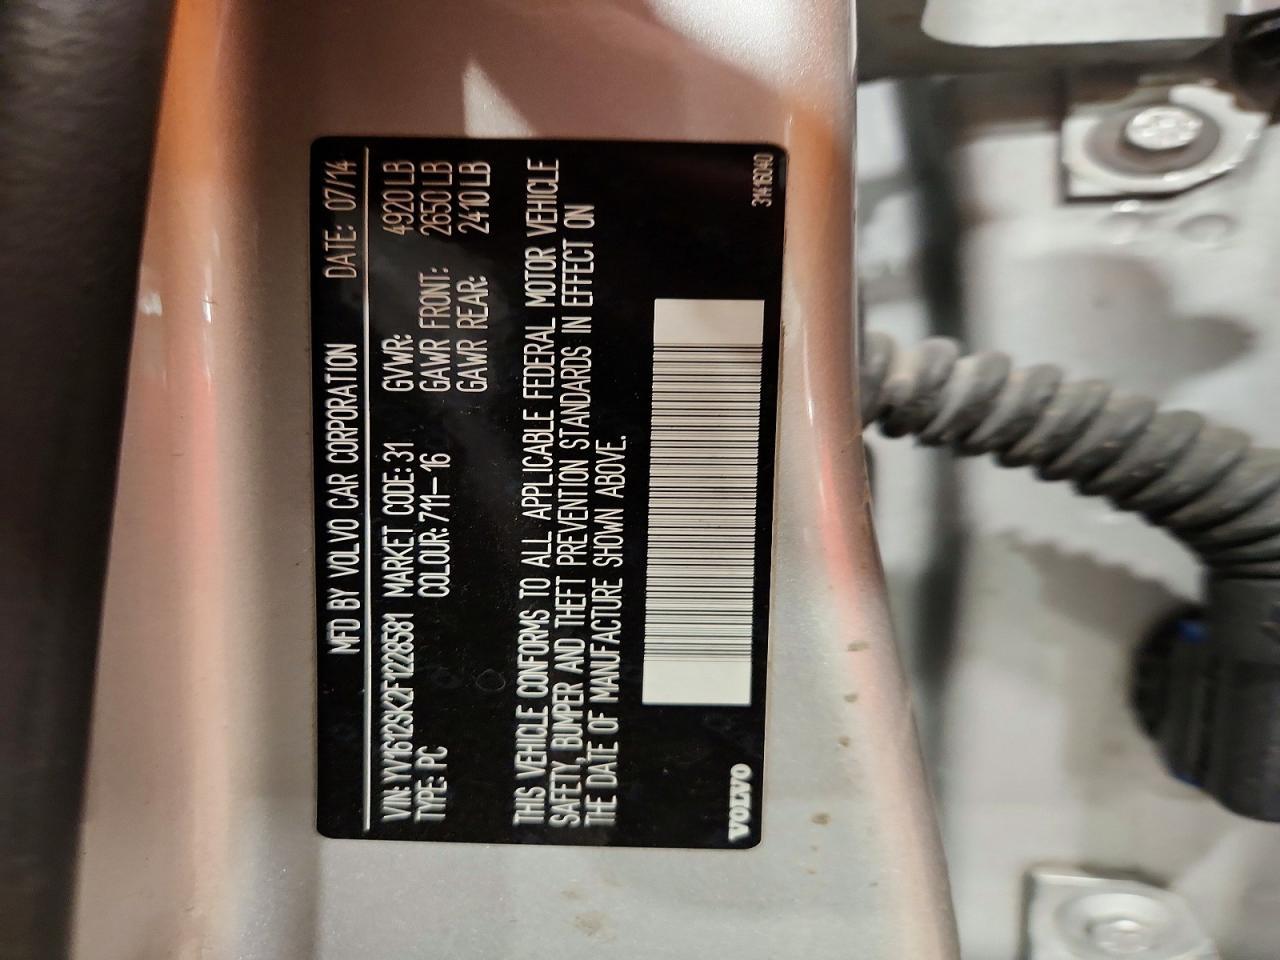 MFD BY VOLVO CAR CORPORATION DATE: 07/14
VIN: YV1612SK2F1228581 MARKET CODE: 31 GVWR: 4920 LB
TYPE: PC COLOUR: 711-16 GAWR FRONT: 2650 LB
GAWR REAR: 2410 LB
THIS VEHICLE CONFORMS TO ALL APPLICABLE FEDERAL MOTOR VEHICLE
SAFETY, BUMPER AND THEFT PREVENTION STANDARDS IN EFFECT ON
THE DATE OF MANUFACTURE SHOWN ABOVE.
VOLVO 31416040